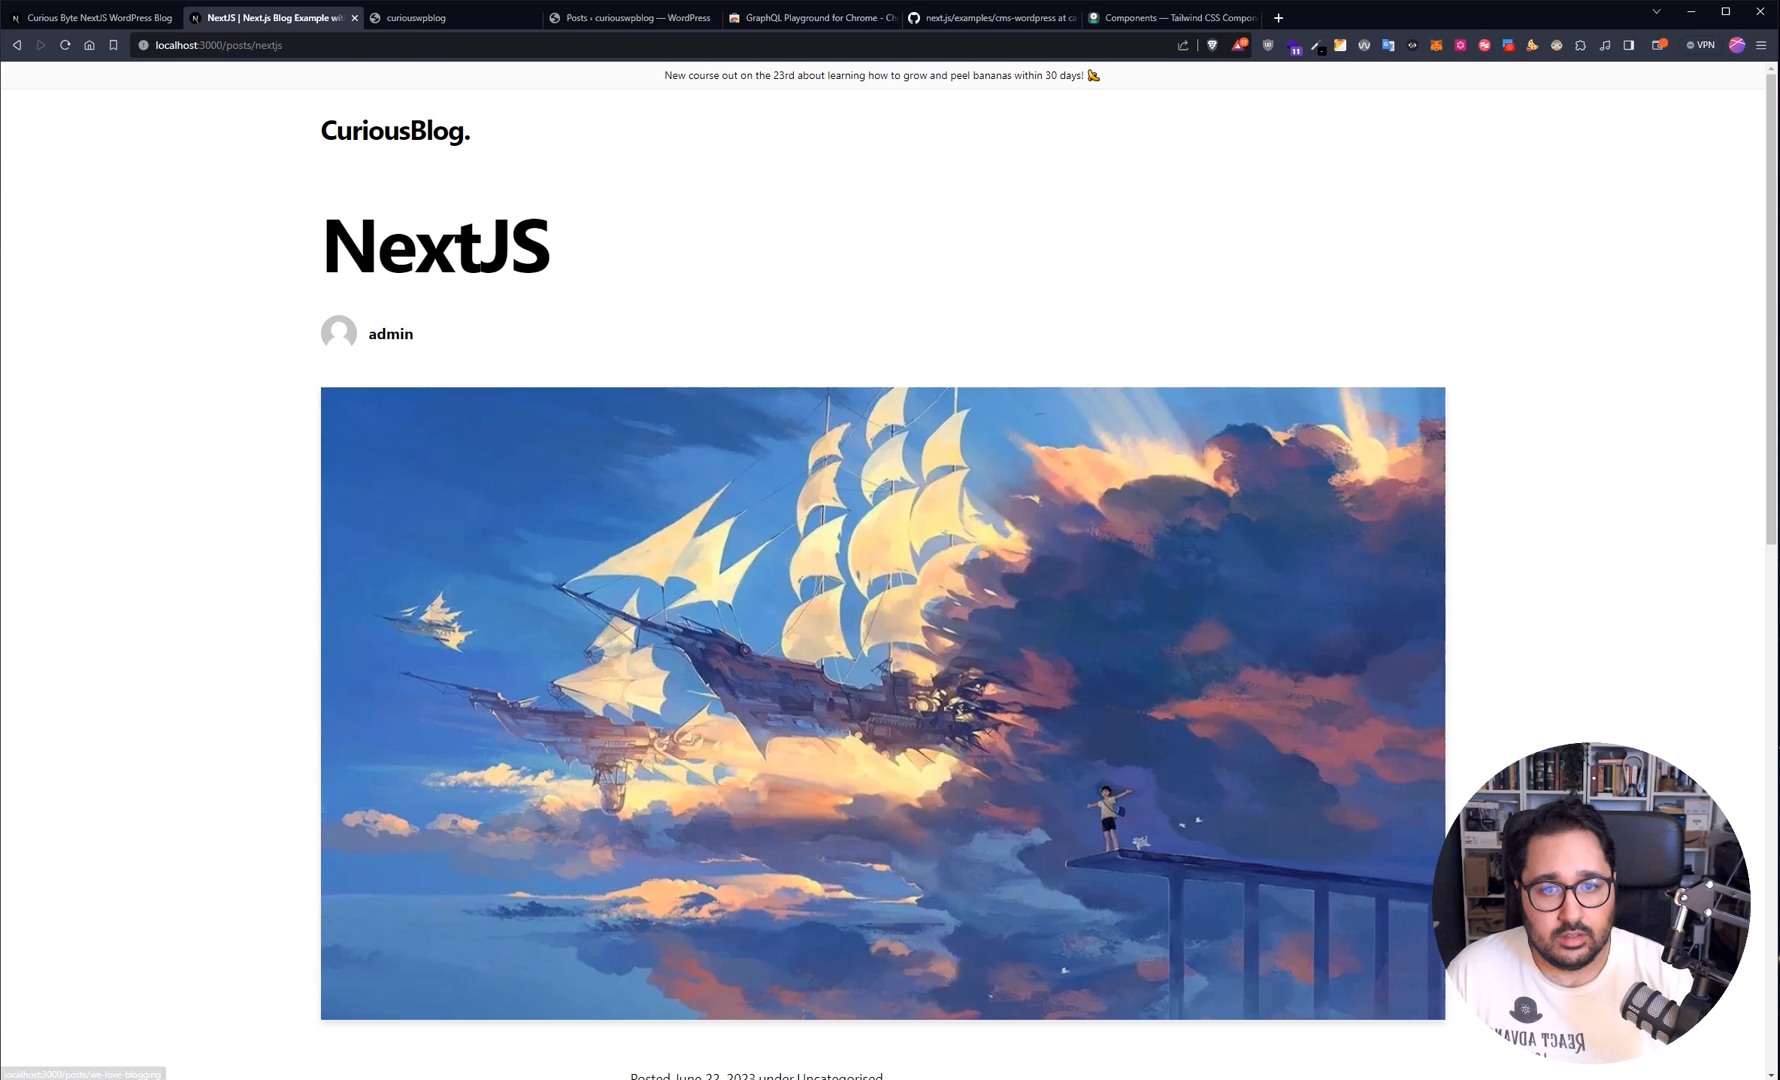 Curious Byte NextJS WordPress Blog
NextJS | Next.js Blog Example wit
curiouswpblog
Posts ‹ curiouswpblog — WordPress
GraphQL Playground for Chrome - Ch
next.js/examples/cms-wordpress at ca
Components — Tailwind CSS Compon
localhost:3000/posts/nextjs
11
VPN
New course out on the 23rd about learning how to grow and peel bananas within 30 days!
CuriousBlog.
NextJS
admin
REACT ADVAN
Posted June 22, 2023 under Uncategorised
localhost:3000/posts/we-love-blogging